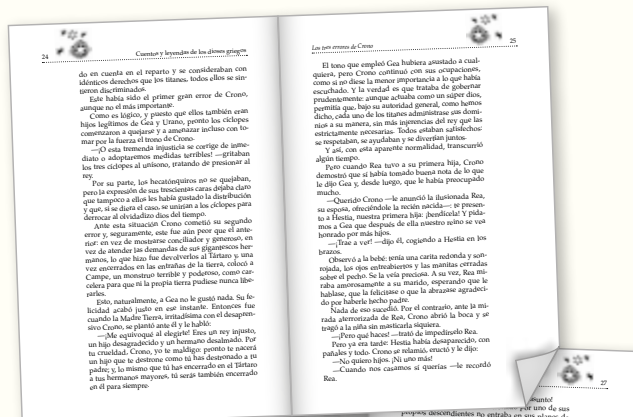 24
Cuentos y leyendas de los dioses griegos
do en cuenta en el reparto y se consideraban con
idénticos derechos que los titanes, todos ellos se sin-
tieron discriminados.
Este había sido el primer gran error de Crono,
aunque no el más importante.
Como es lógico, y puesto que ellos también eran
hijos legítimos de Gea y Urano, pronto los cíclopes
comenzaron a quejarse y a amenazar incluso con to-
mar por la fuerza el trono de Crono.
—¡O esta tremenda injusticia se corrige de inme-
diato o adoptaremos medidas terribles! —gritaban
los tres cíclopes al unísono, tratando de presionar al
rey.
Por su parte, los hecatónquiros no se quejaban,
pero la expresión de sus trescientas caras dejaba claro
que tampoco a ellos les había gustado la distribución
y que, si se diera el caso, se unirían a los cíclopes para
derrocar al olvidadizo dios del tiempo.
Ante esta situación Crono cometió su segundo
error y, seguramente, este fue aún peor que el ante-
rior: en vez de mostrarse conciliador y generoso, en
vez de atender las demandas de sus gigantescos her-
manos, lo que hizo fue devolverlos al Tártaro y, una
vez encerrados en las entrañas de la tierra, colocó a
Campe, un monstruo terrible y poderoso, como car-
celera para que ni la propia tierra pudiese nunca libe-
rarles.
Esto, naturalmente, a Gea no le gustó nada. Su fe-
licidad acabó justo en ese instante. Entonces fue
cuando la Madre Tierra, irritadísima con el desapren-
sivo Crono, se plantó ante él y le habló:
—¡Me equivoqué al elegirte! Eres un rey injusto,
un hijo desagradecido y un hermano desalmado. Por
tu crueldad, Crono, yo te maldigo: pronto te nacerá
un hijo que te destrone como tú has destronado a tu
padre; y, lo mismo que tú has encerrado en el Tártaro
a tus hermanos mayores, tú serás también encerrado
en él para siempre.
Los tres errores de Crono
25
El tono que empleó Gea hubiera asustado a cual-
quiera, pero Crono continuó con sus ocupaciones,
como si no diese la menor importancia a lo que había
escuchado. Y la verdad es que trataba de gobernar
prudentemente: aunque actuaba como un súper dios,
permitía que, bajo su autoridad general, como hemos
dicho, cada uno de los titanes administrase sus domi-
nios a su manera, sin más injerencias del rey que las
estrictamente necesarias. Todos estaban satisfechos:
se respetaban, se ayudaban y se divertían juntos.
Y así, con esta aparente normalidad, transcurrió
algún tiempo.
Pero cuando Rea tuvo a su primera hija, Crono
demostró que sí había tomado buena nota de lo que
le dijo Gea y, desde luego, que le había preocupado
mucho.
—Querido Crono —le anunció la ilusionada Rea,
su esposa, ofreciéndole la recién nacida—; te presen-
to a Hestia, nuestra primera hija: ¡bendícela! Y pida-
mos a Gea que después de ella nuestro reino se vea
honrado por más hijos.
—¡Trae a ver! —dijo él, cogiendo a Hestia en los
brazos.
Observó a la bebé: tenía una carita redonda y son-
rojada, los ojos entreabiertos y las manitas cerradas
sobre el pecho. Se la veía preciosa. A su vez, Rea mi-
raba amorosamente a su marido, esperando que le
hablase, que la felicitase o que la abrazase agradeci-
do por haberle hecho padre.
Nada de eso sucedió. Por el contrario, ante la mi-
rada aterrorizada de Rea, Crono abrió la boca y se
tragó a la niña sin masticarla siquiera.
—¡Pero qué haces! —trató de impedírselo Rea.
Pero ya era tarde: Hestia había desaparecido, con
pañales y todo. Crono se relamió, eructó y le dijo:
—No quiero hijos. ¡Ni uno más!
—Cuando nos casamos sí querías —le recordó
Rea.
27
asunto!
Por uno de sus
propios descendientes no entraba en sus planes